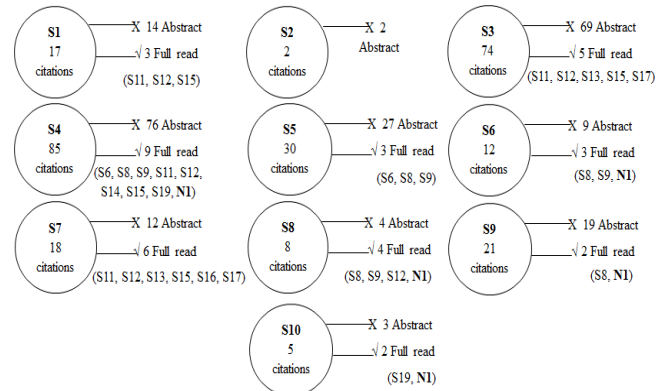 S1
17
citations
X 14 Abstract
√ 3 Full read
(S11, S12, S15)
S2
2
citations
X 2
Abstract
S3
74
citations
X 69 Abstract
√ 5 Full read
(S11, S12, S13, S15, S17)
S4
85
citations
X 76 Abstract
√ 9 Full read
(S6, S8, S9, S11, S12,
S14, S15, S19, N1)
S5
30
citations
X 27 Abstract
√ 3 Full read
(S6, S8, S9)
S6
12
citations
X 9 Abstract
√ 3 Full read
(S8, S9, N1)
S7
18
citations
X 12 Abstract
√ 6 Full read
(S11, S12, S13, S15, S16, S17)
S8
8
citations
X 4 Abstract
√ 4 Full read
(S8, S9, S12, N1)
S9
21
citations
X 19 Abstract
√ 2 Full read
(S8, N1)
S10
5
citations
X 3 Abstract
√ 2 Full read
(S19, N1)